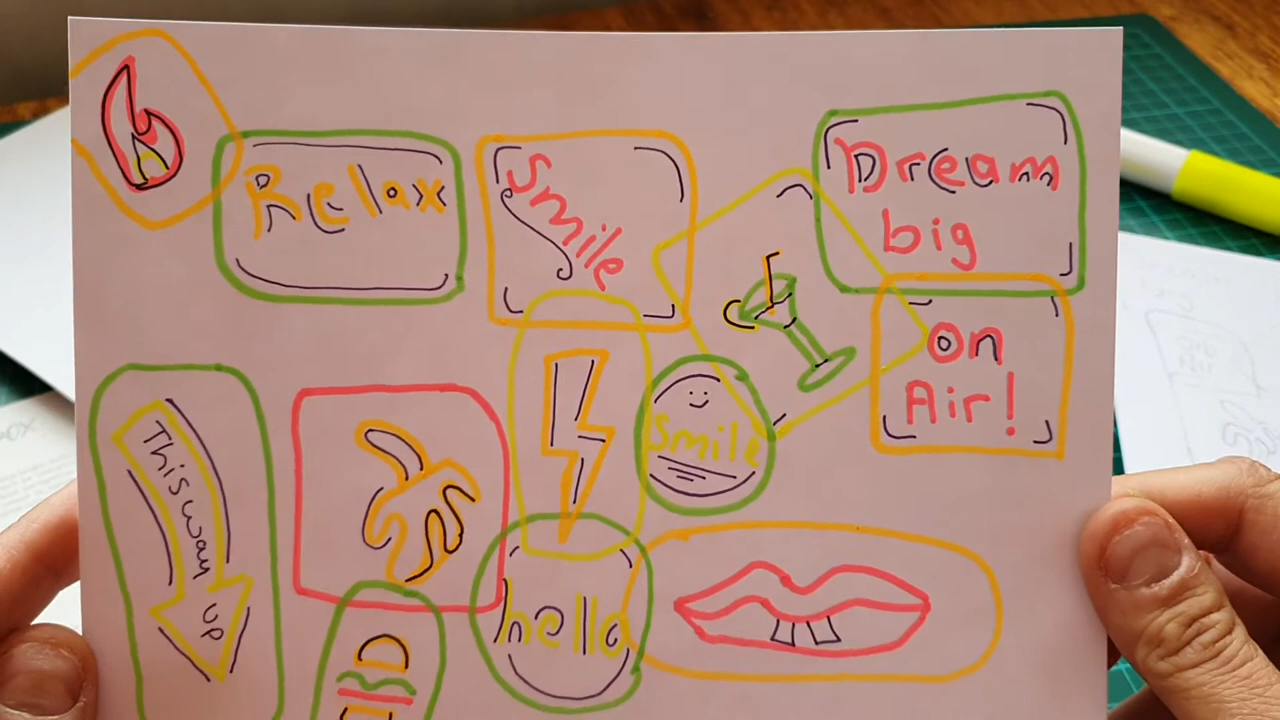 Relax
Smile
Dream
big
on
Air!
This way
up
Smile
hello